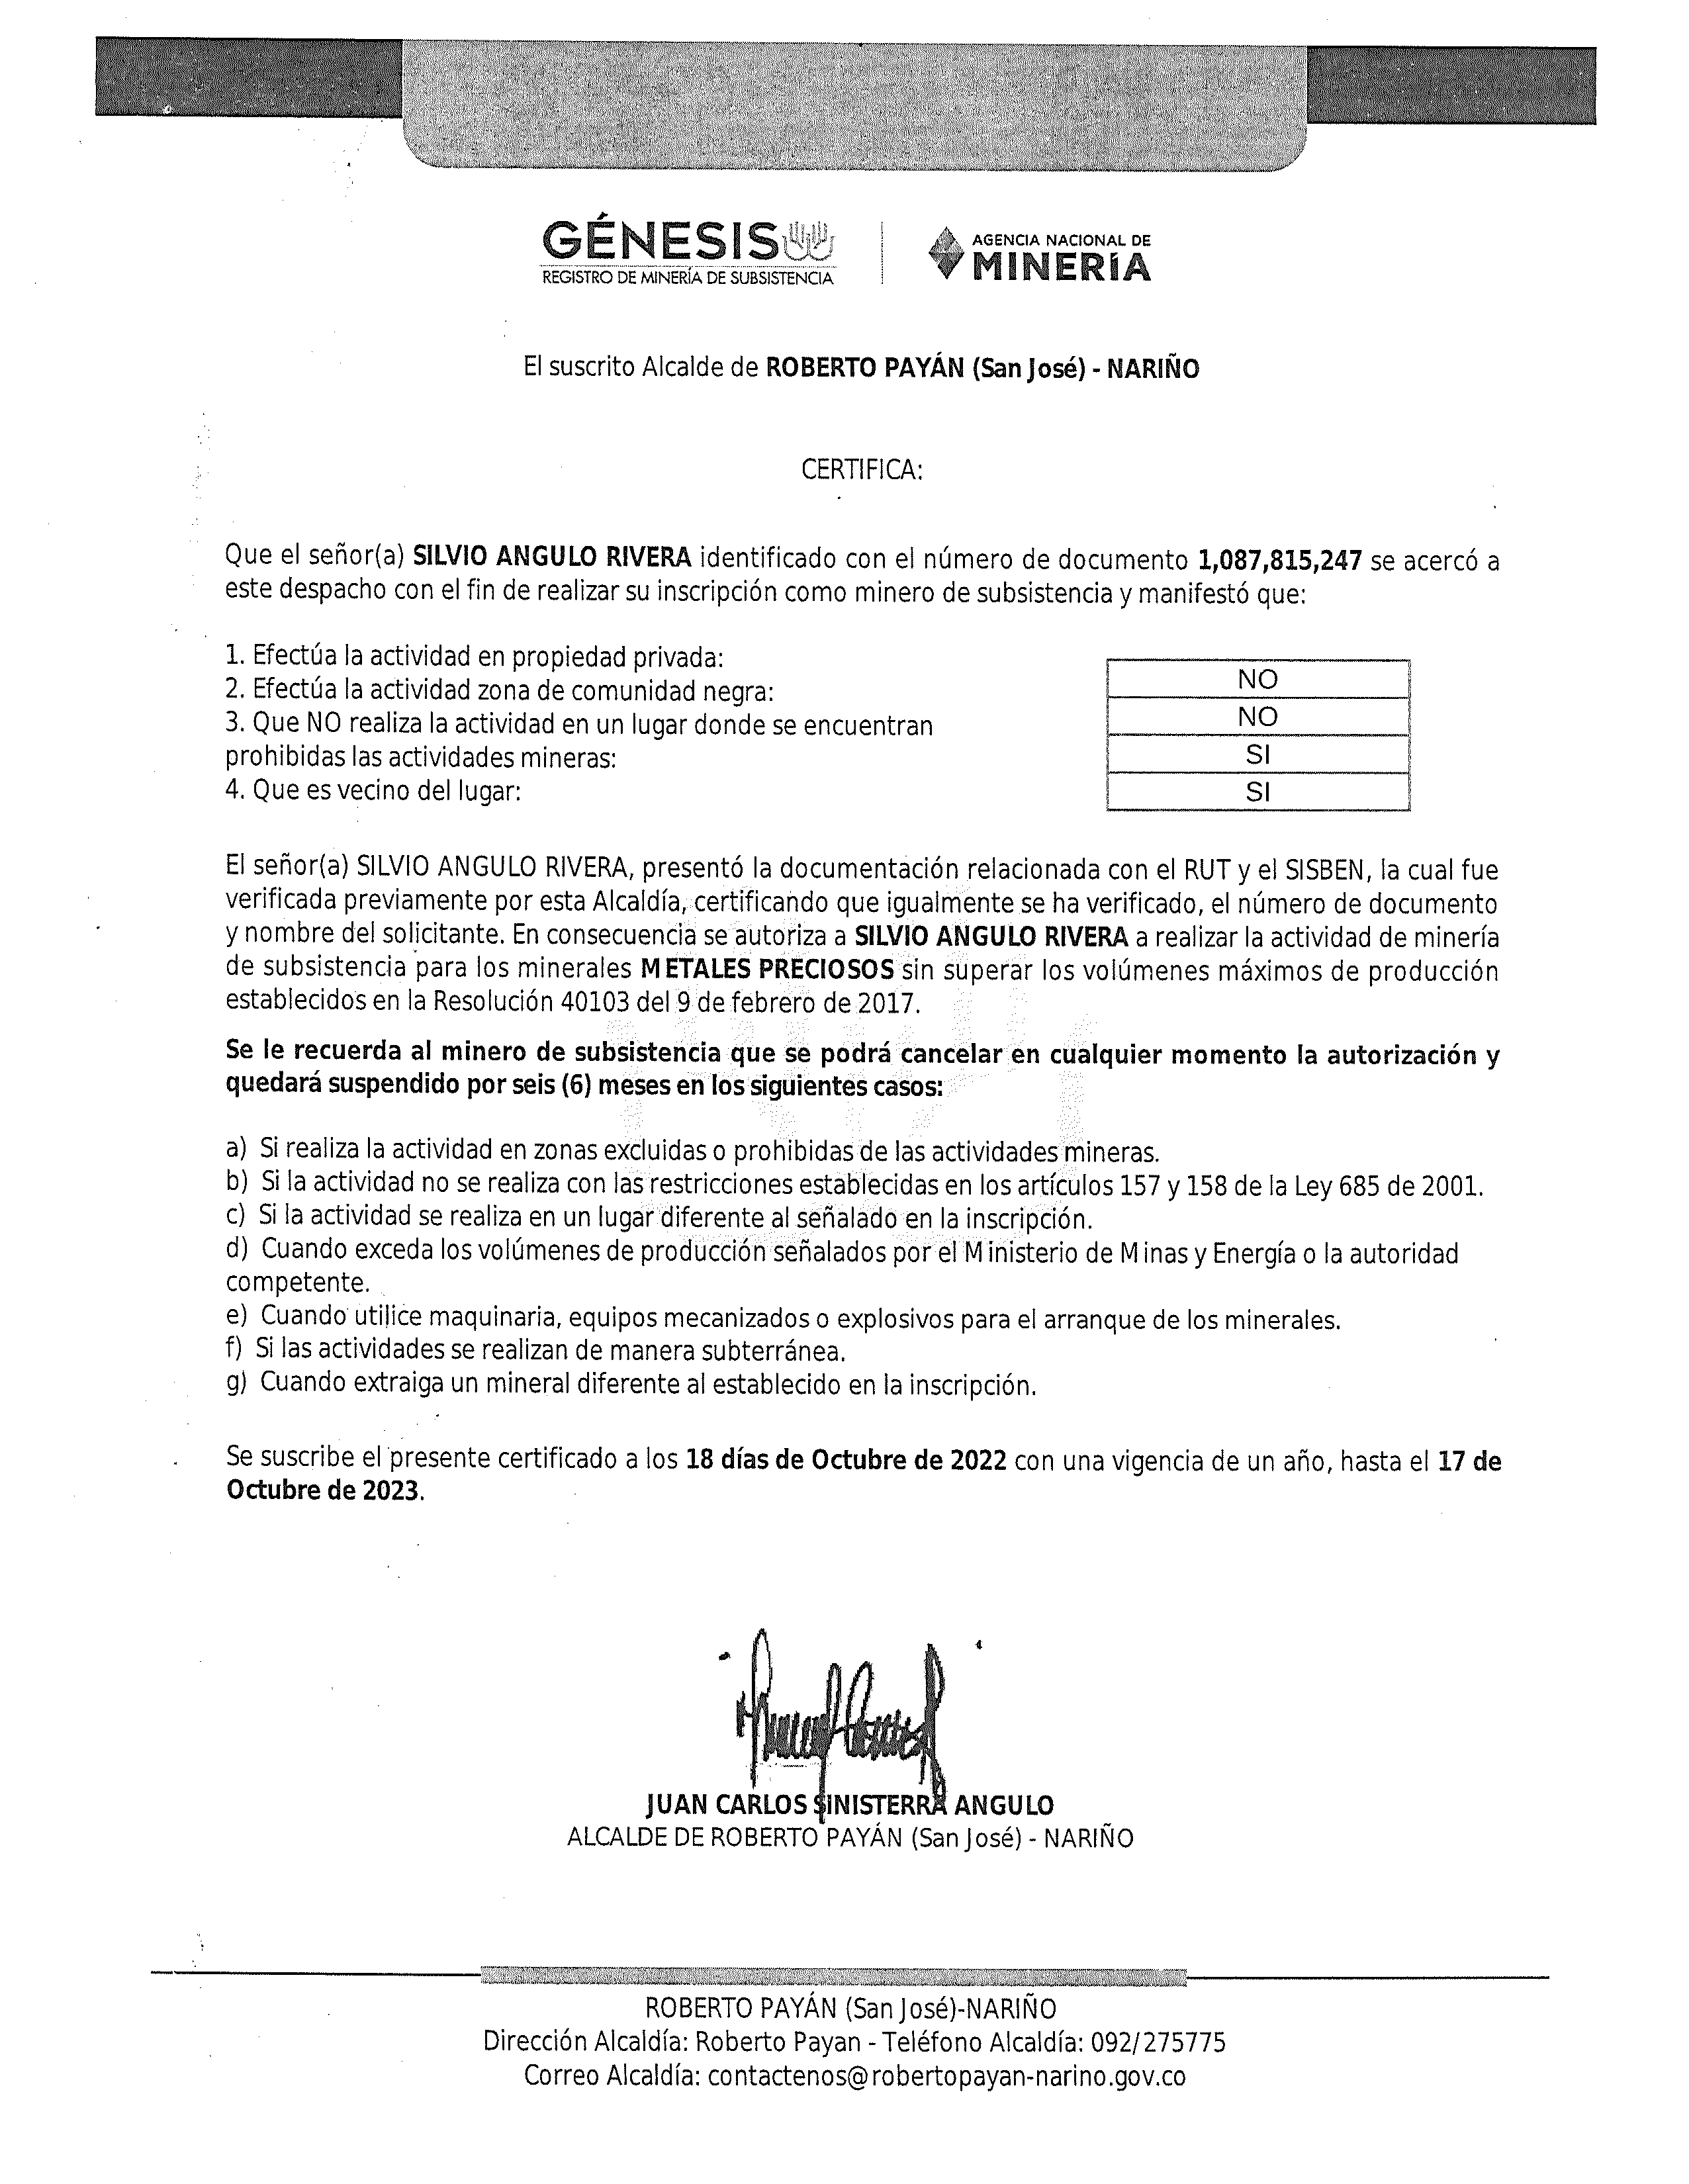 GÉNESIS
REGISTRO DE MINERÍA DE SUBSISTENCIA
AGENCIA NACIONAL DE
MINERÍA
El suscrito Alcalde de ROBERTO PAYÁN (San José) - NARIÑO
CERTIFICA:
Que el señor(a) SILVIO ANGULO RIVERA identificado con el número de documento 1,087,815,247 se acercó a
este despacho con el fin de realizar su inscripción como minero de subsistencia y manifestó que:
1. Efectúa la actividad en propiedad privada:
NO
2. Efectúa la actividad zona de comunidad negra:
NO
3. Que NO realiza la actividad en un lugar donde se encuentran
prohibidas las actividades mineras:
SI
4. Que es vecino del lugar:
SI
El señor(a) SILVIO ANGULO RIVERA, presentó la documentación relacionada con el RUT y el SISBEN, la cual fue
verificada previamente por esta Alcaldía, certificando que igualmente se ha verificado, el número de documento
y nombre del solicitante. En consecuencia se autoriza a SILVIO ANGULO RIVERA a realizar la actividad de minería
de subsistencia para los minerales METALES PRECIOSOS sin superar los volúmenes máximos de producción
establecidos en la Resolución 40103 del 9 de febrero de 2017.
Se le recuerda al minero de subsistencia que se podrá cancelar en cualquier momento la autorización y
quedará suspendido por seis (6) meses en los siguientes casos:
a) Si realiza la actividad en zonas excluidas o prohibidas de las actividades mineras.
b) Si la actividad no se realiza con las restricciones establecidas en los artículos 157 y 158 de la Ley 685 de 2001.
c) Si la actividad se realiza en un lugar diferente al señalado en la inscripción.
d) Cuando exceda los volúmenes de producción señalados por el Ministerio de Minas y Energía o la autoridad
competente.
e) Cuando utilice maquinaria, equipos mecanizados o explosivos para el arranque de los minerales.
f) Si las actividades se realizan de manera subterránea.
g) Cuando extraiga un mineral diferente al establecido en la inscripción.
Se suscribe el presente certificado a los 18 días de Octubre de 2022 con una vigencia de un año, hasta el 17 de
Octubre de 2023.
JUAN CARLOS SINISTERRA ANGULO
ALCALDE DE ROBERTO PAYÁN (San José) - NARIÑO
ROBERTO PAYÁN (San José)-NARIÑO
Dirección Alcaldía: Roberto Payan - Teléfono Alcaldía: 092/275775
Correo Alcaldía: contactenos@robertopayan-narino.gov.co